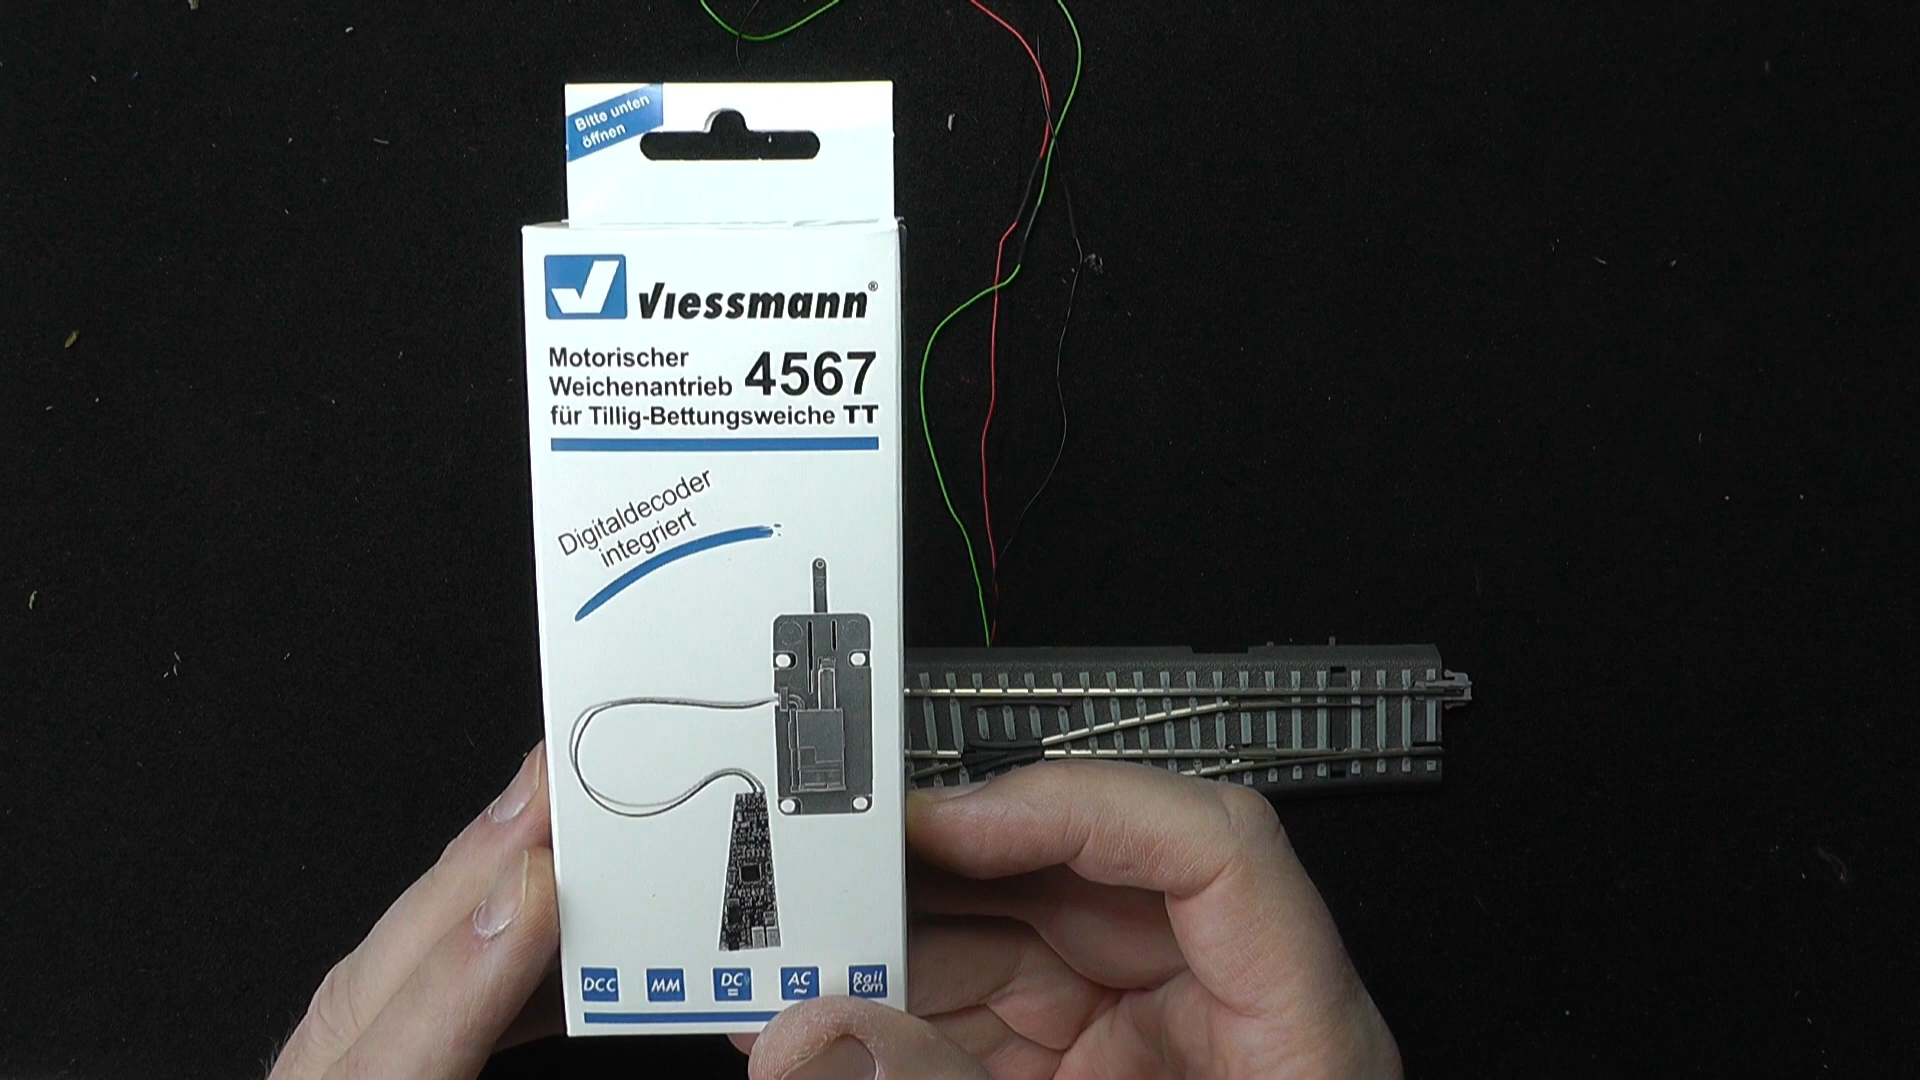 Bitte unten
öffnen
Viessmann®
Motorischer
Weichenantrieb 4567
für Tillig-Bettungsweiche TT
Digitaldecoder
integriert
DCC MM DC AC Rail
= ~ Com